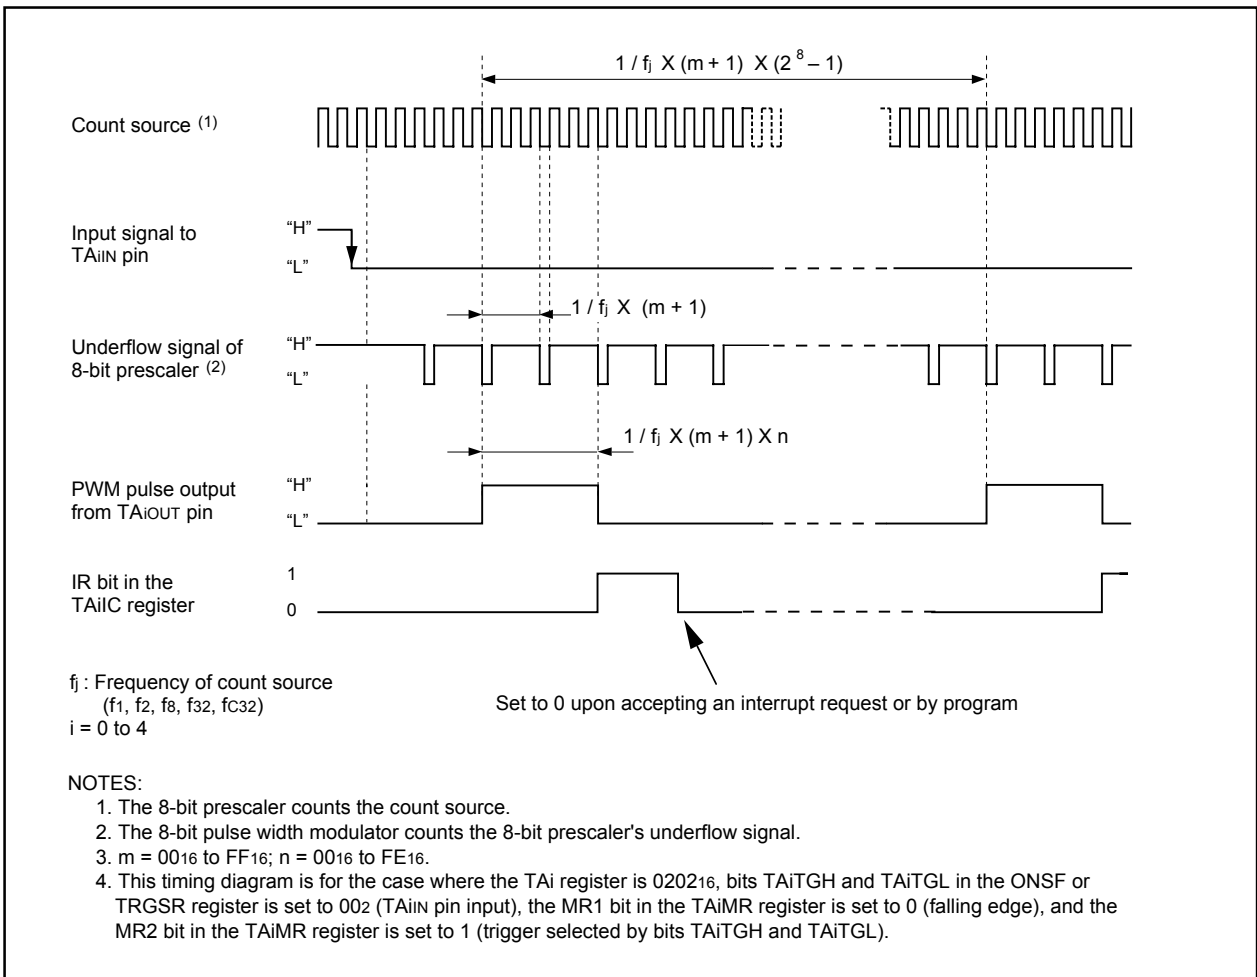 1 / fj X (m + 1) X (2 8 – 1)
Count source (1)
Input signal to
TAiIN pin
“H”
“L”
1 / fj X (m + 1)
Underflow signal of
8-bit prescaler (2)
“H”
“L”
1 / fj X (m + 1) X n
PWM pulse output
from TAiOUT pin
“H”
“L”
IR bit in the
TAiIC register
1
0
fj : Frequency of count source
(f1, f2, f8, f32, fC32)
i = 0 to 4
Set to 0 upon accepting an interrupt request or by program
NOTES:
1. The 8-bit prescaler counts the count source.
2. The 8-bit pulse width modulator counts the 8-bit prescaler's underflow signal.
3. m = 0016 to FF16; n = 0016 to FE16.
4. This timing diagram is for the case where the TAi register is 020216, bits TAiTGH and TAiTGL in the ONSF or
TRGSR register is set to 002 (TAiIN pin input), the MR1 bit in the TAiMR register is set to 0 (falling edge), and the
MR2 bit in the TAiMR register is set to 1 (trigger selected by bits TAiTGH and TAiTGL).